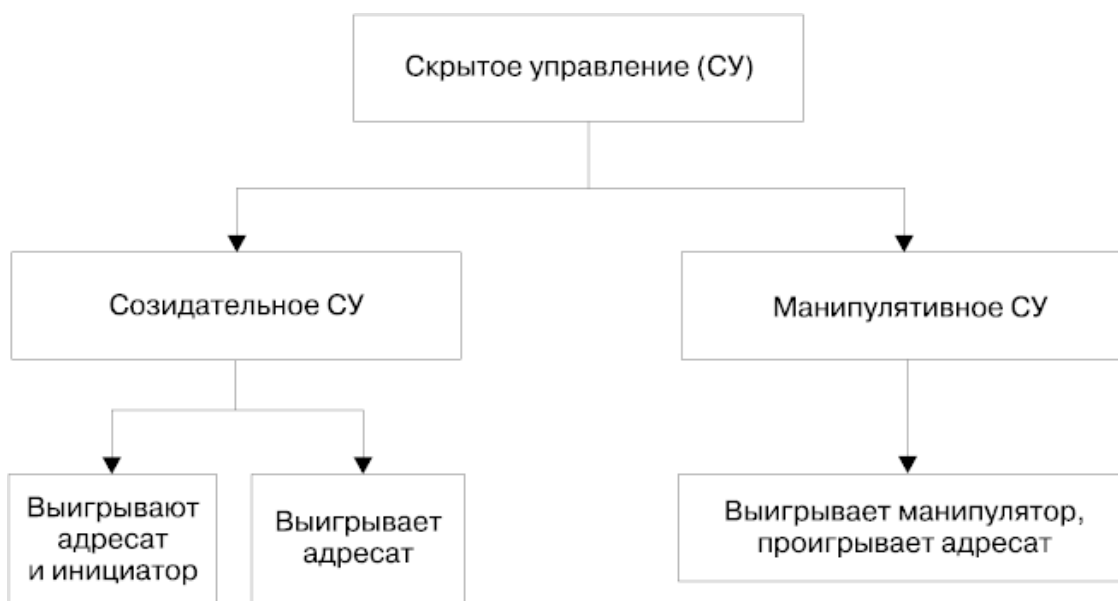 Скрытое управление (СУ)
Созидательное СУ
Манипулятивное СУ
Выигрывают
адресат
и инициатор
Выигрывает
адресат
Выигрывает манипулятор,
проигрывает адресат